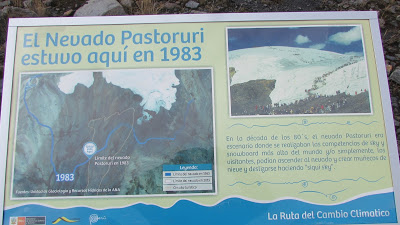 El Nevado Pastoruri
estuvo aquí en 1983
Límite del nevado
Pastoruri en 1983
1983
Leyenda:
En la década de los 80´s, el nevado Pastoruri era
escenario donde se realizaban las competencias de sky y
snowboard más alta del mundo y/o simplemente, los
visitantes, podían ascender al nevado y crear muñecos de
nieve y deslizarse haciendo "siqui sky".
La Ruta del Cambio Climático